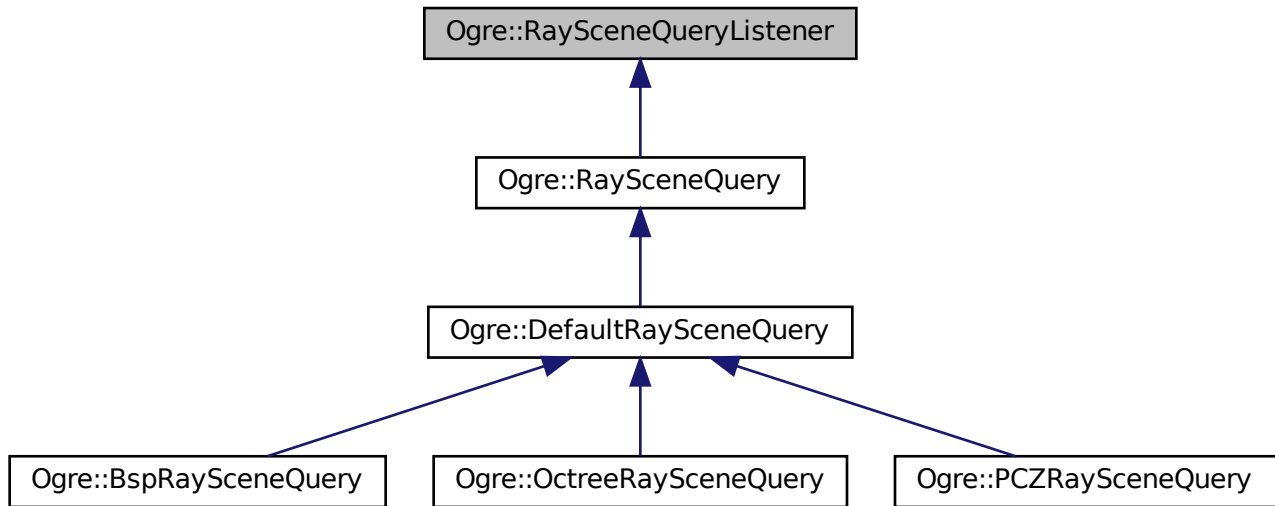 Ogre::RaySceneQueryListener
Ogre::RaySceneQuery
Ogre::DefaultRaySceneQuery
Ogre::BspRaySceneQuery
Ogre::OctreeRaySceneQuery
Ogre::PCZRaySceneQuery